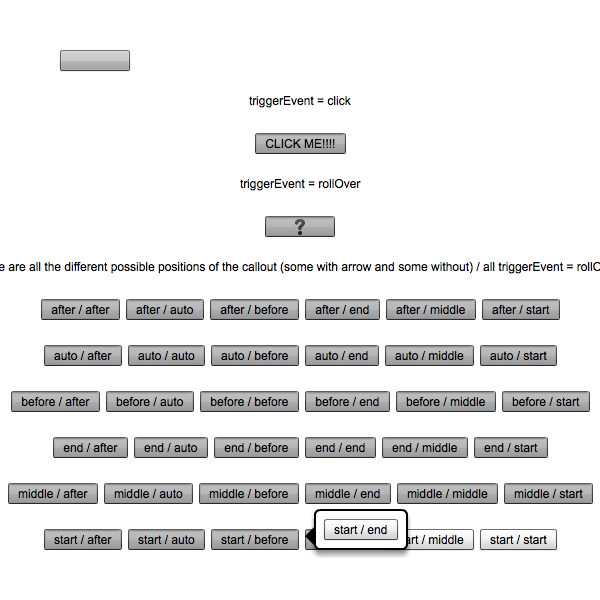 triggerEvent = click
CLICK ME!!!!
triggerEvent = rollOver
?
are all the different possible positions of the callout (some with arrow and some without) / all triggerEvent =
after / after after / auto after / before after / end after / middle after / start
auto / after auto / auto auto / before auto / end auto / middle auto / start
before / after before / auto before / before before / end before / middle before / start
end / after end / auto end / before end / end end / middle end / start
middle / after middle / auto middle / before middle / end middle / middle middle / start
start / after start / auto start / before start / end / middle start / start